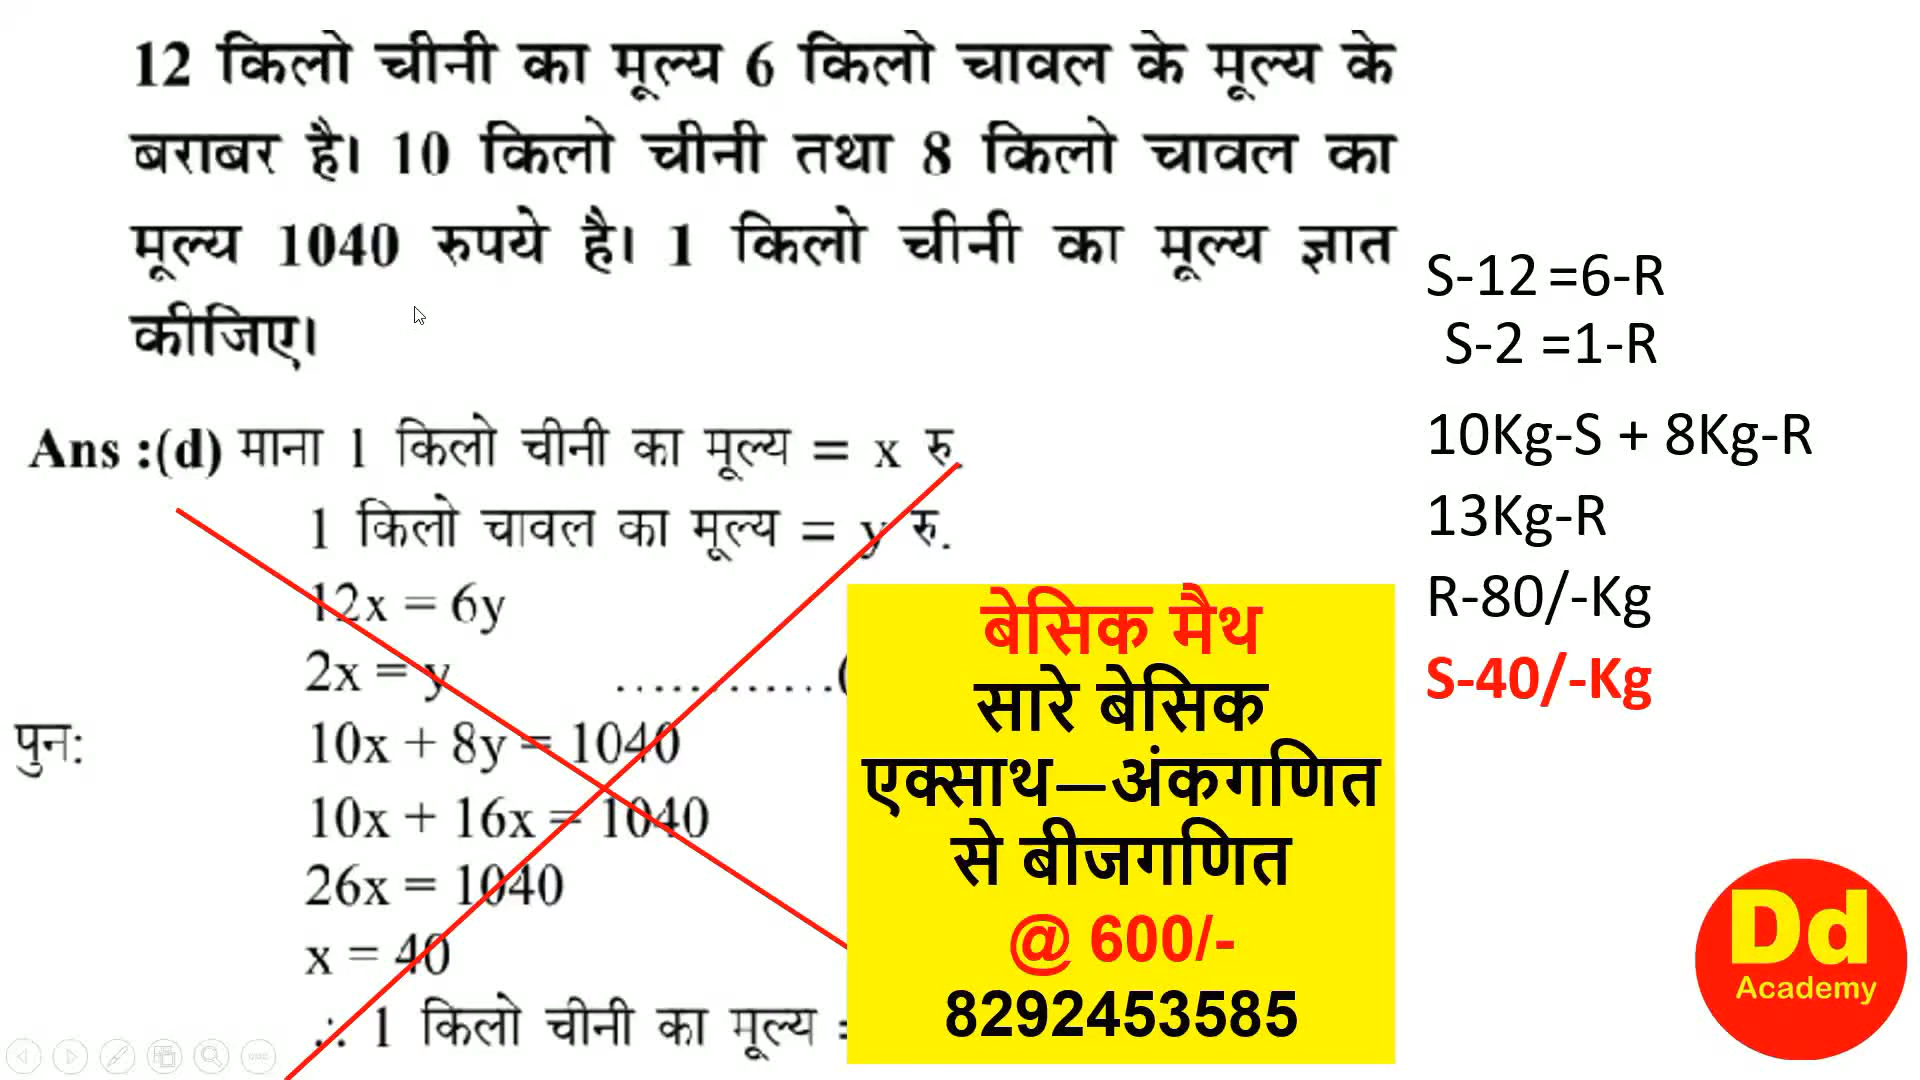 12 किलो चीनी का मूल्य 6 किलो चावल के मूल्य के
बराबर है। 10 किलो चीनी तथा 8 किलो चावल का
मूल्य 1040 रुपये है। 1 किलो चीनी का मूल्य ज्ञात
कीजिए।
Ans :(d) माना 1 किलो चीनी का मूल्य = x रु.
1 किलो चावल का मूल्य = y रु.
12x = 6y
2x = y ............(
पुन: 10x + 8y = 1040
10x + 16x = 1040
26x = 1040
x = 40
∴ 1 किलो चीनी का मूल्य =
S-12 =6-R
S-2 =1-R
10Kg-S + 8Kg-R
13Kg-R
R-80/-Kg
S-40/-Kg
बेसिक मैथ
सारे बेसिक
एक्साथ—अंकगणित
से बीजगणित
@ 600/-
8292453585
Dd
Academy